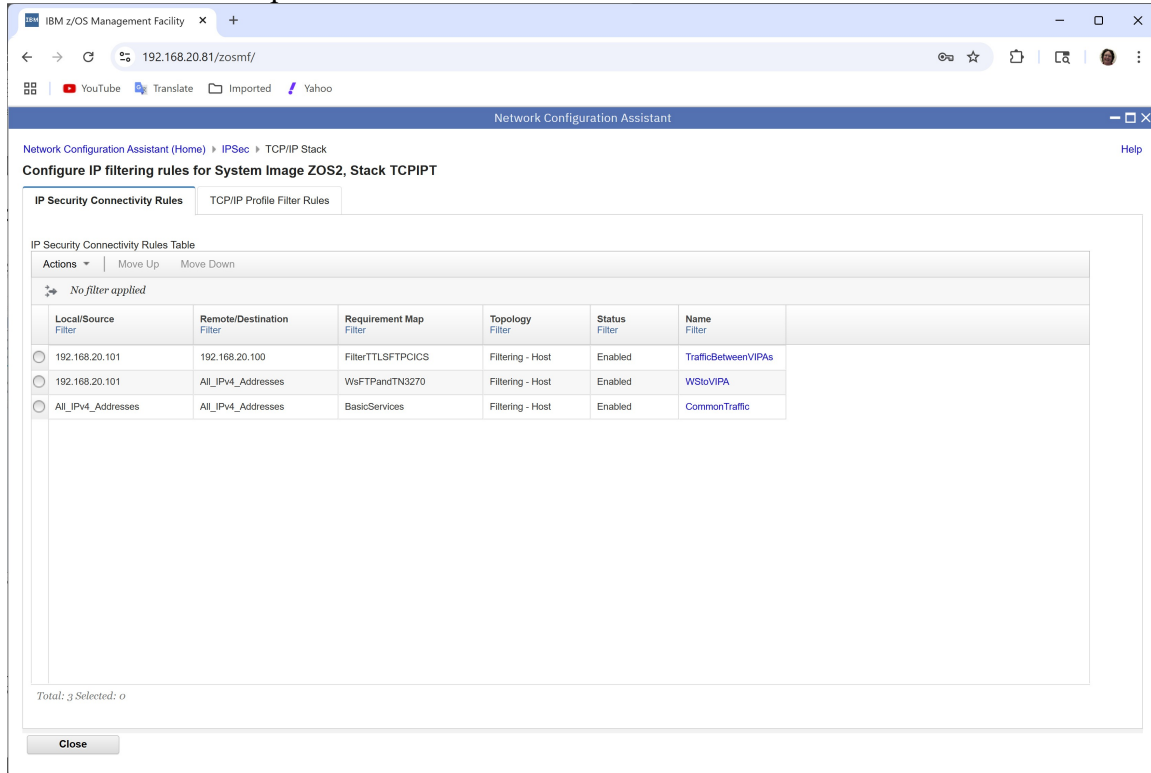 IBM IBM z/OS Management Facility
192.168.20.81/zosmf/
YouTube Translate Imported Yahoo
Network Configuration Assistant
Network Configuration Assistant (Home) IPSec TCP/IP Stack Help
Configure IP filtering rules for System Image ZOS2, Stack TCPIPT
IP Security Connectivity Rules TCP/IP Profile Filter Rules
IP Security Connectivity Rules Table
Actions Move Up Move Down
No filter applied
Local/Source Remote/Destination Requirement Map Topology Status Name
Filter Filter Filter Filter Filter Filter
192.168.20.101 192.168.20.100 FilterTTLSFTPCICS Filtering - Host Enabled TrafficBetweenVIPAs
192.168.20.101 All_IPv4_Addresses WsFTPandTN3270 Filtering - Host Enabled WStoVIPA
All_IPv4_Addresses All_IPv4_Addresses BasicServices Filtering - Host Enabled CommonTraffic
Total: 3 Selected: 0
Close